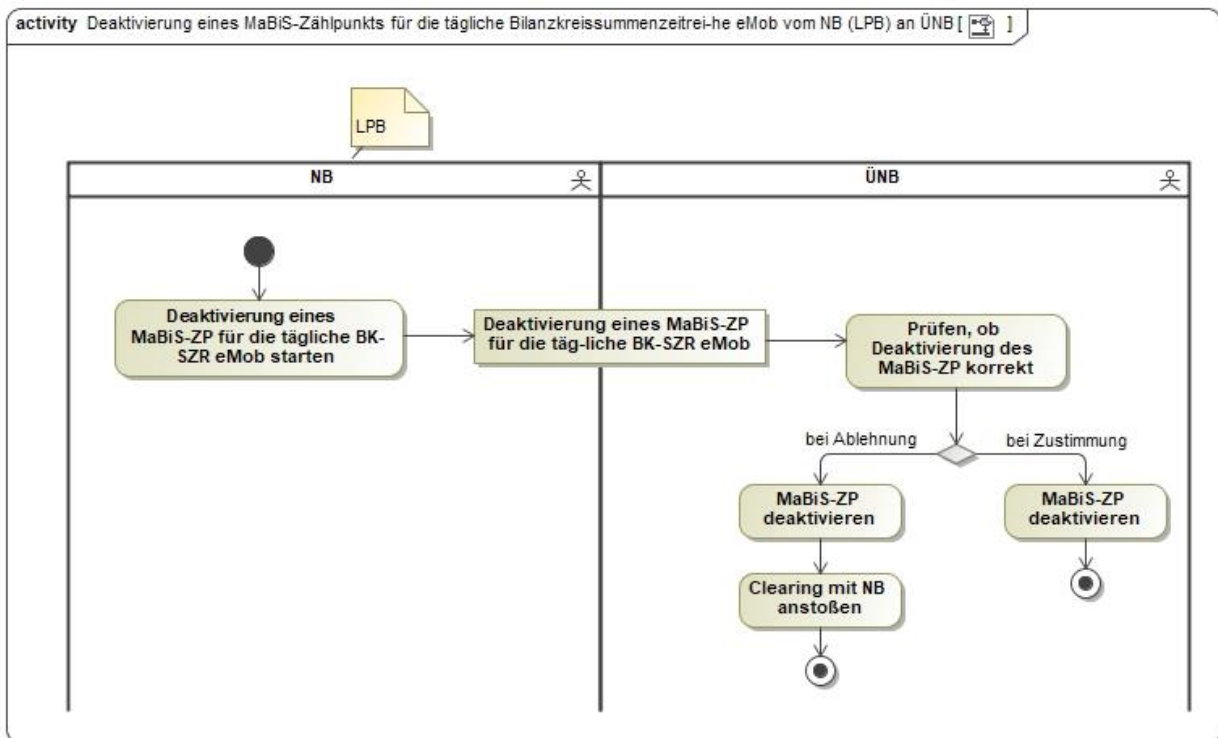 activity Deaktivierung eines MaBiS-Zählpunkts für die tägliche Bilanzkreissummenzeitrei-he eMob vom NB (LPB) an ÜNB [ ]
LPB
NB
ÜNB
Deaktivierung eines
MaBiS-ZP für die tägliche BK-
SZR eMob starten
Deaktivierung eines MaBiS-ZP
für die täg-liche BK-SZR eMob
Prüfen, ob
Deaktivierung des
MaBiS-ZP korrekt
bei Ablehnung
bei Zustimmung
MaBiS-ZP
deaktivieren
MaBiS-ZP
deaktivieren
Clearing mit NB
anstoßen